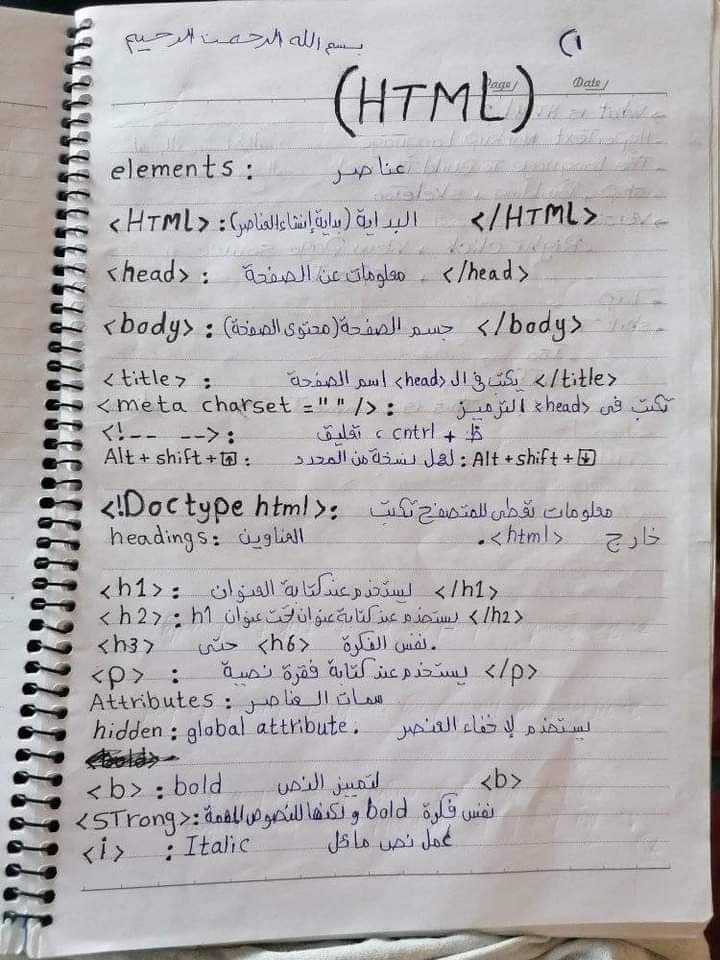 بسم الله الرحمن الرحيم
(1
Page/ Date/
(HTML)
elements : عناصر
<HTML> : البداية (بداية إنشاء العناصر) </HTML>
<head> : معلومات عن الصفحة </head>
<body> : جسم الصفحة (محتوى الصفحة) </body>
<title> : يكتب في ال <head> اسم الصفحة </title>
<meta charset = " " /> : تكتب في <head> الترميز
<!-- --> : تعليق ، cntrl + ظ
Alt + shift + ↑ : لعمل نسخة من المحدد : Alt + shift + ↓
<!Doctype html> : معلومات تعطى للمتصفح تكتب
خارج <html>.
headings : العناوين
<h1> : يستخدم عند كتابة العنوان </h1>
<h2> : يستخدم عند كتابة عنوان تحت عنوان h1 </h2>
<h3> حتى <h6> نفس الفكرة.
<p> : يستخدم عند كتابة فقرة نصية </p>
Attributes : سمات العناصر
hidden : global attribute. يستخدم لإخفاء العنصر
<b> : bold لتمييز النص <b>
<STrong> : نفس فكرة bold ولكنها للنصوص المهمة
<i> : Italic عمل نص مائل